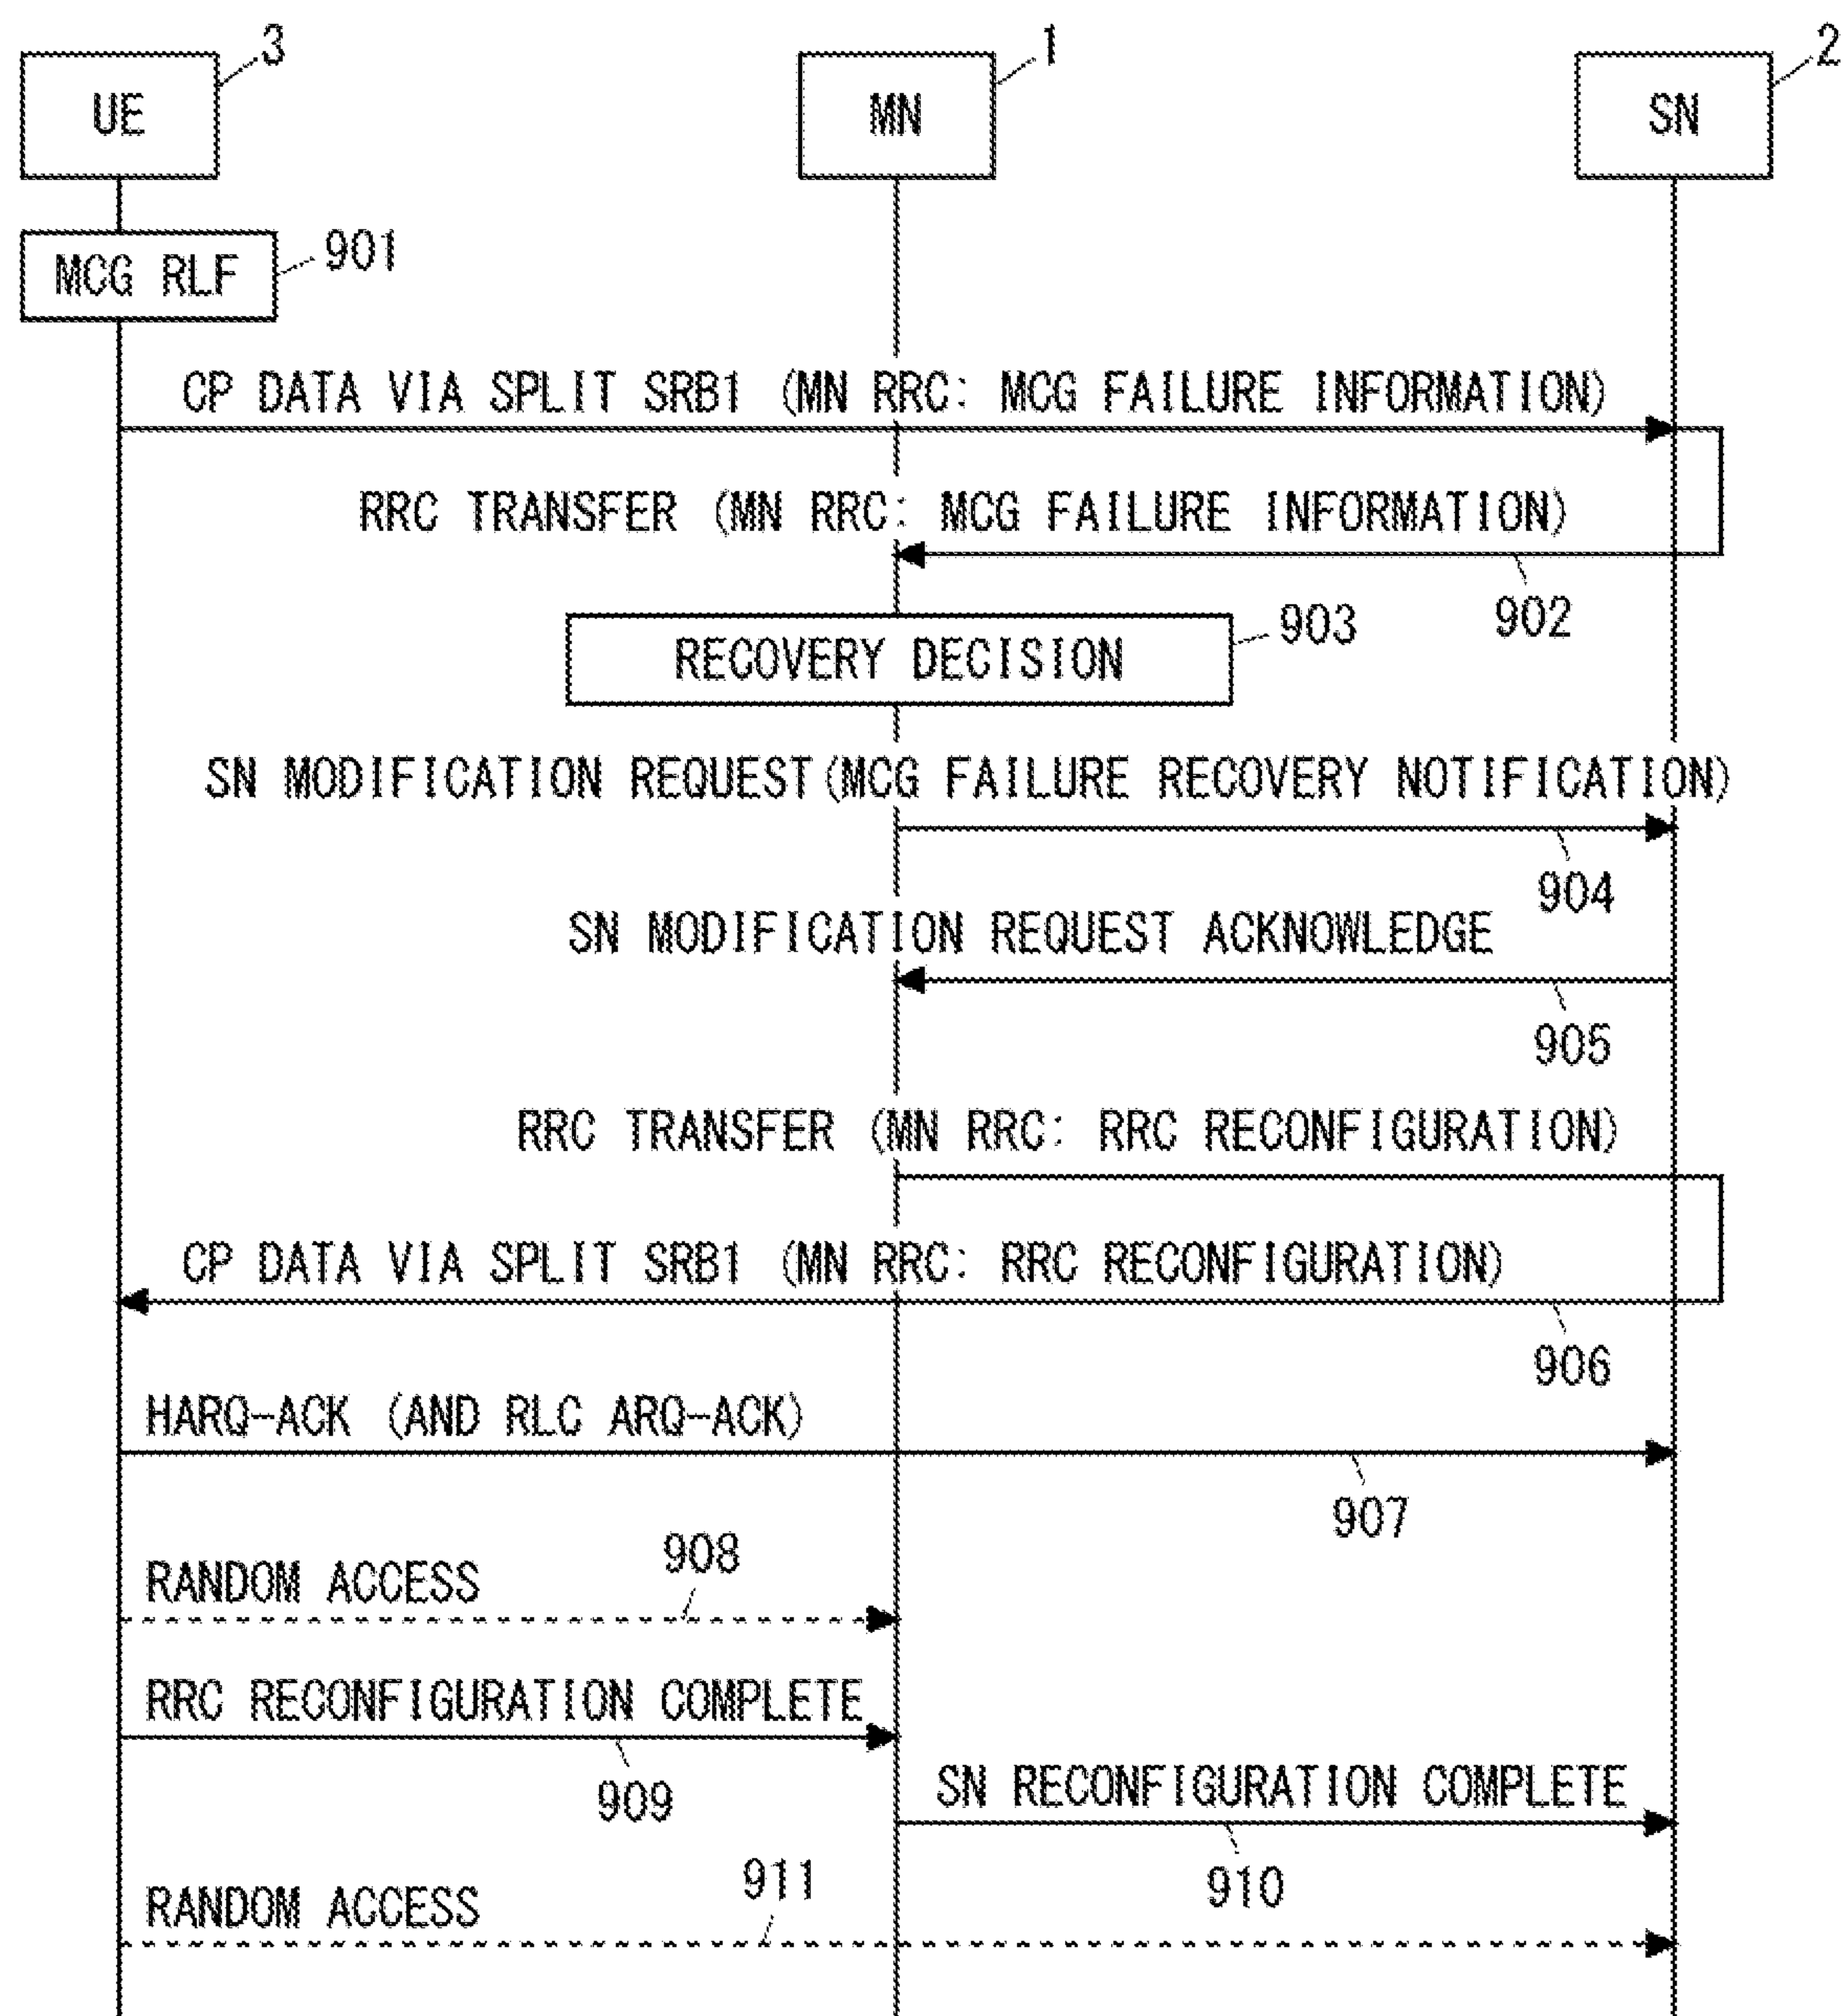 3
1
2
UE
MN
SN
MCG RLF
901
CP DATA VIA SPLIT SRB1 (MN RRC: MCG FAILURE INFORMATION)
RRC TRANSFER (MN RRC: MCG FAILURE INFORMATION)
902
RECOVERY DECISION
903
SN MODIFICATION REQUEST(MCG FAILURE RECOVERY NOTIFICATION)
904
SN MODIFICATION REQUEST ACKNOWLEDGE
905
RRC TRANSFER (MN RRC: RRC RECONFIGURATION)
CP DATA VIA SPLIT SRB1 (MN RRC: RRC RECONFIGURATION)
906
HARQ-ACK (AND RLC ARQ-ACK)
907
RANDOM ACCESS
908
RRC RECONFIGURATION COMPLETE
909
SN RECONFIGURATION COMPLETE
910
RANDOM ACCESS
911